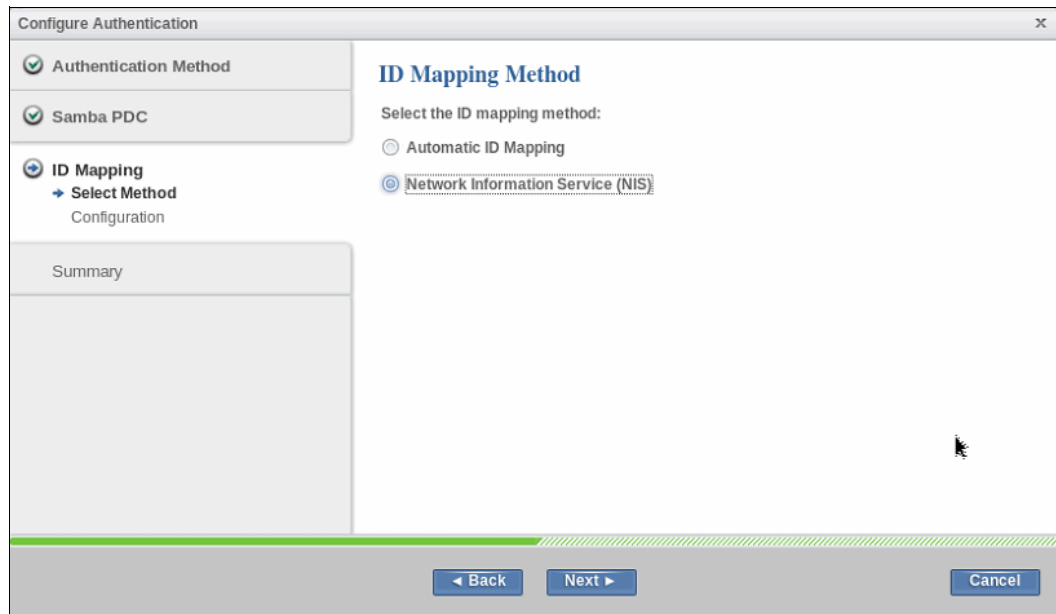 Configure Authentication x
Authentication Method
Samba PDC
ID Mapping
Select Method
Configuration
Summary
ID Mapping Method
Select the ID mapping method:
Automatic ID Mapping
Network Information Service (NIS)
Back
Next
Cancel